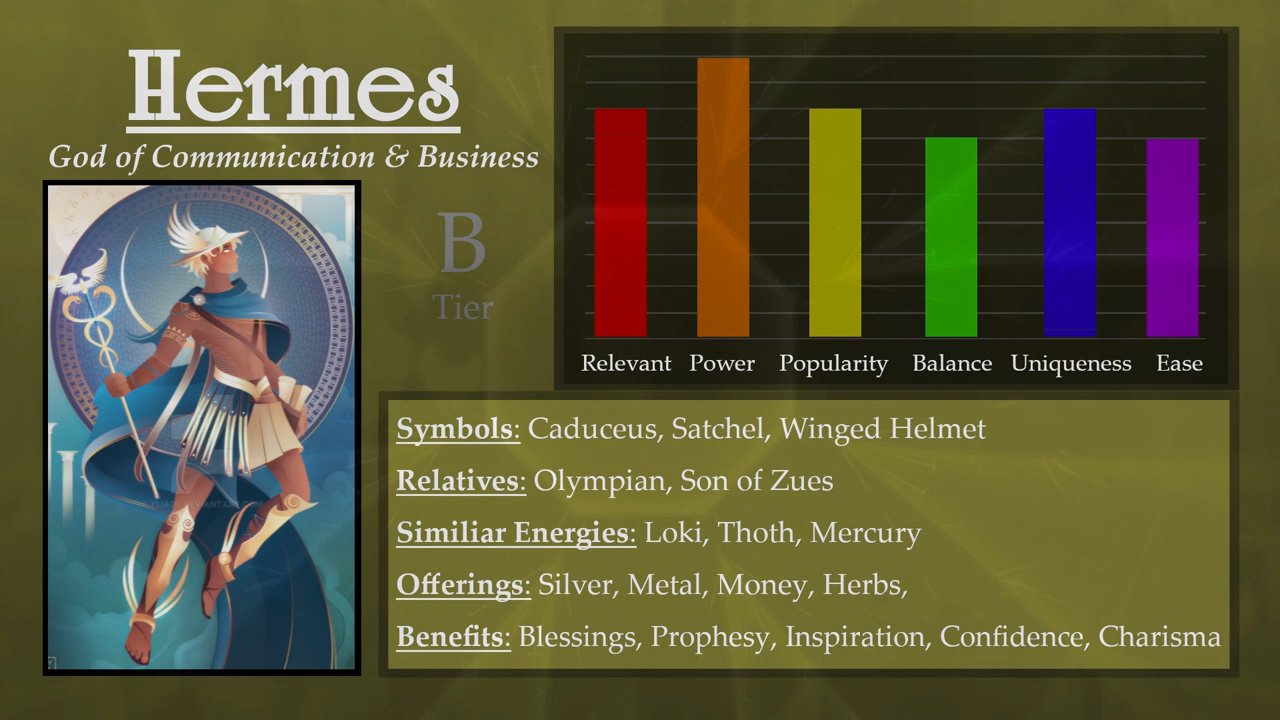 Hermes
God of Communication & Business
B
Tier
Relevant Power Popularity Balance Uniqueness Ease
Symbols: Caduceus, Satchel, Winged Helmet
Relatives: Olympian, Son of Zues
Similiar Energies: Loki, Thoth, Mercury
Offerings: Silver, Metal, Money, Herbs,
Benefits: Blessings, Prophesy, Inspiration, Confidence, Charisma